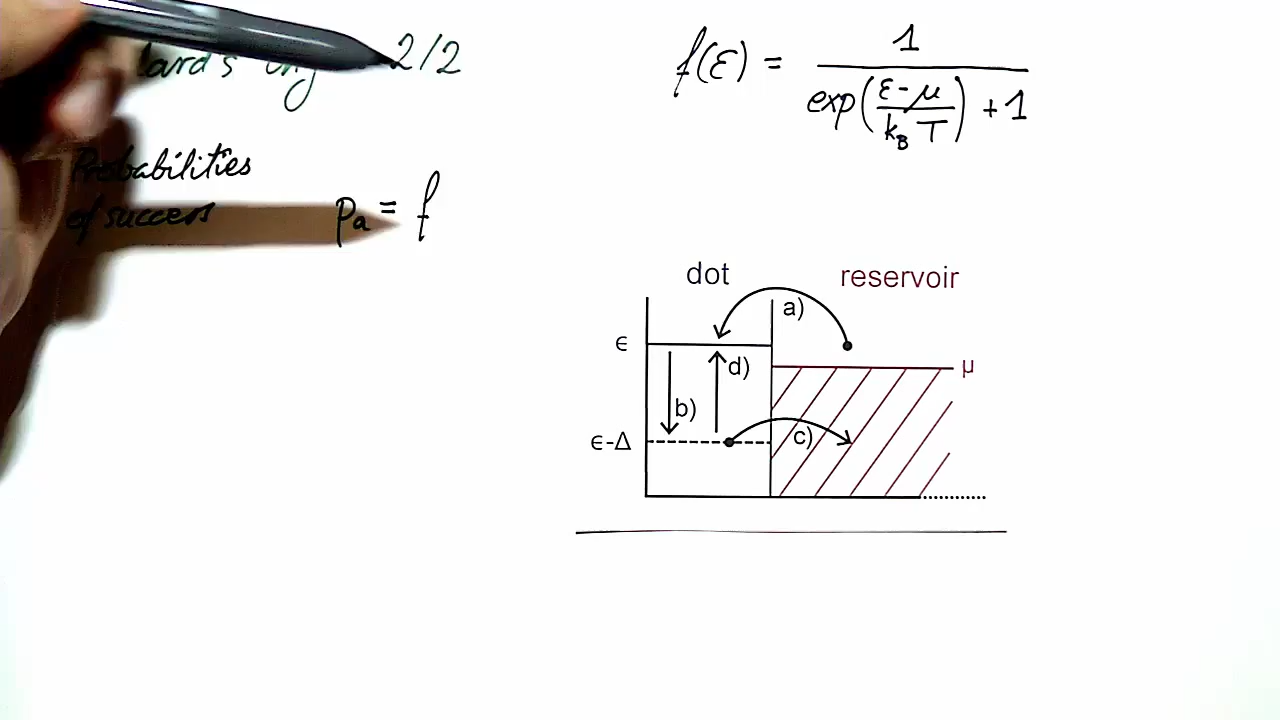 2/2
f(ε) = 1 / (exp((ε-μ)/(k_B T)) + 1)
Probabilities
of success
p_a = f
dot reservoir
a)
ϵ
d)
μ
b)
c)
ϵ-Δ